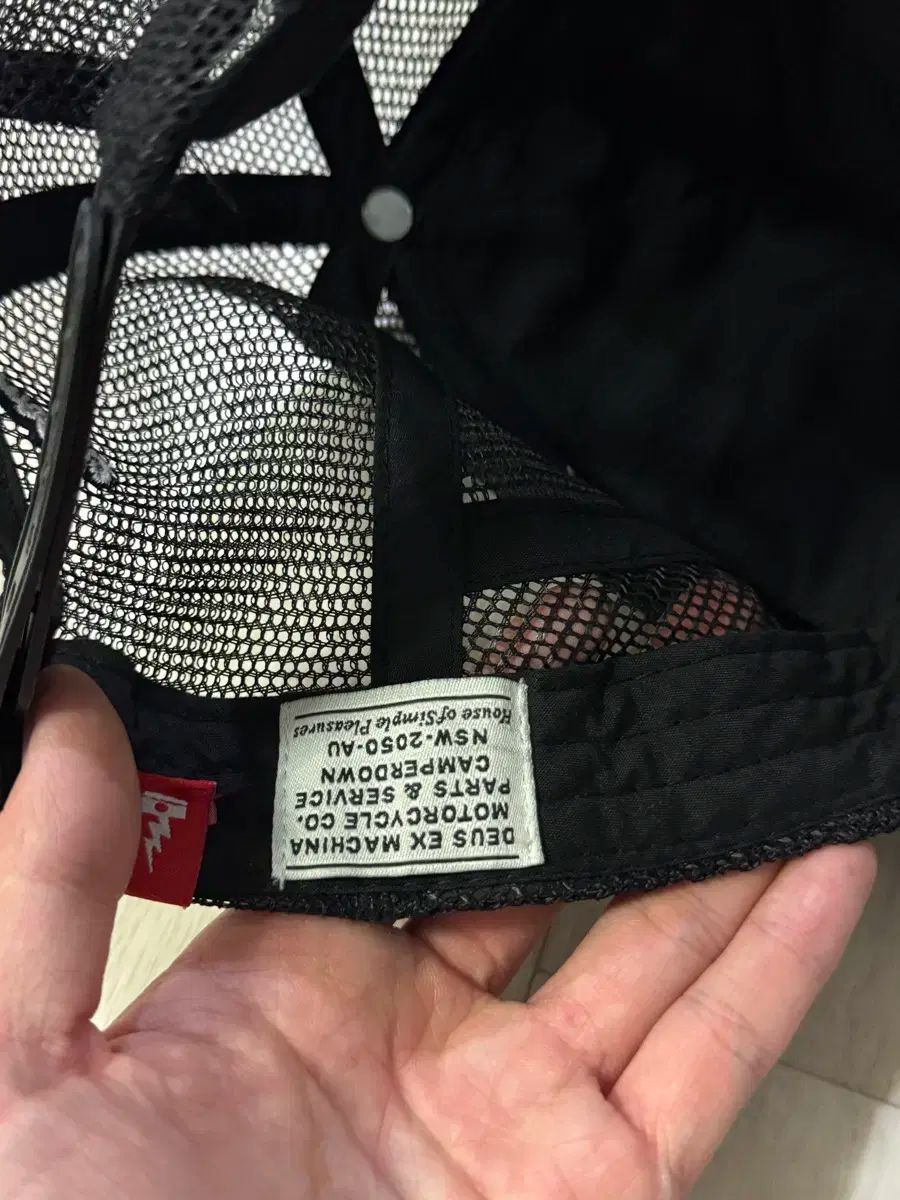 DEUS EX MACHINA
MOTORCYCLE CO.
PARTS & SERVICE
CAMPERDOWN
NSW-2050-AU
House of Simple Pleasures